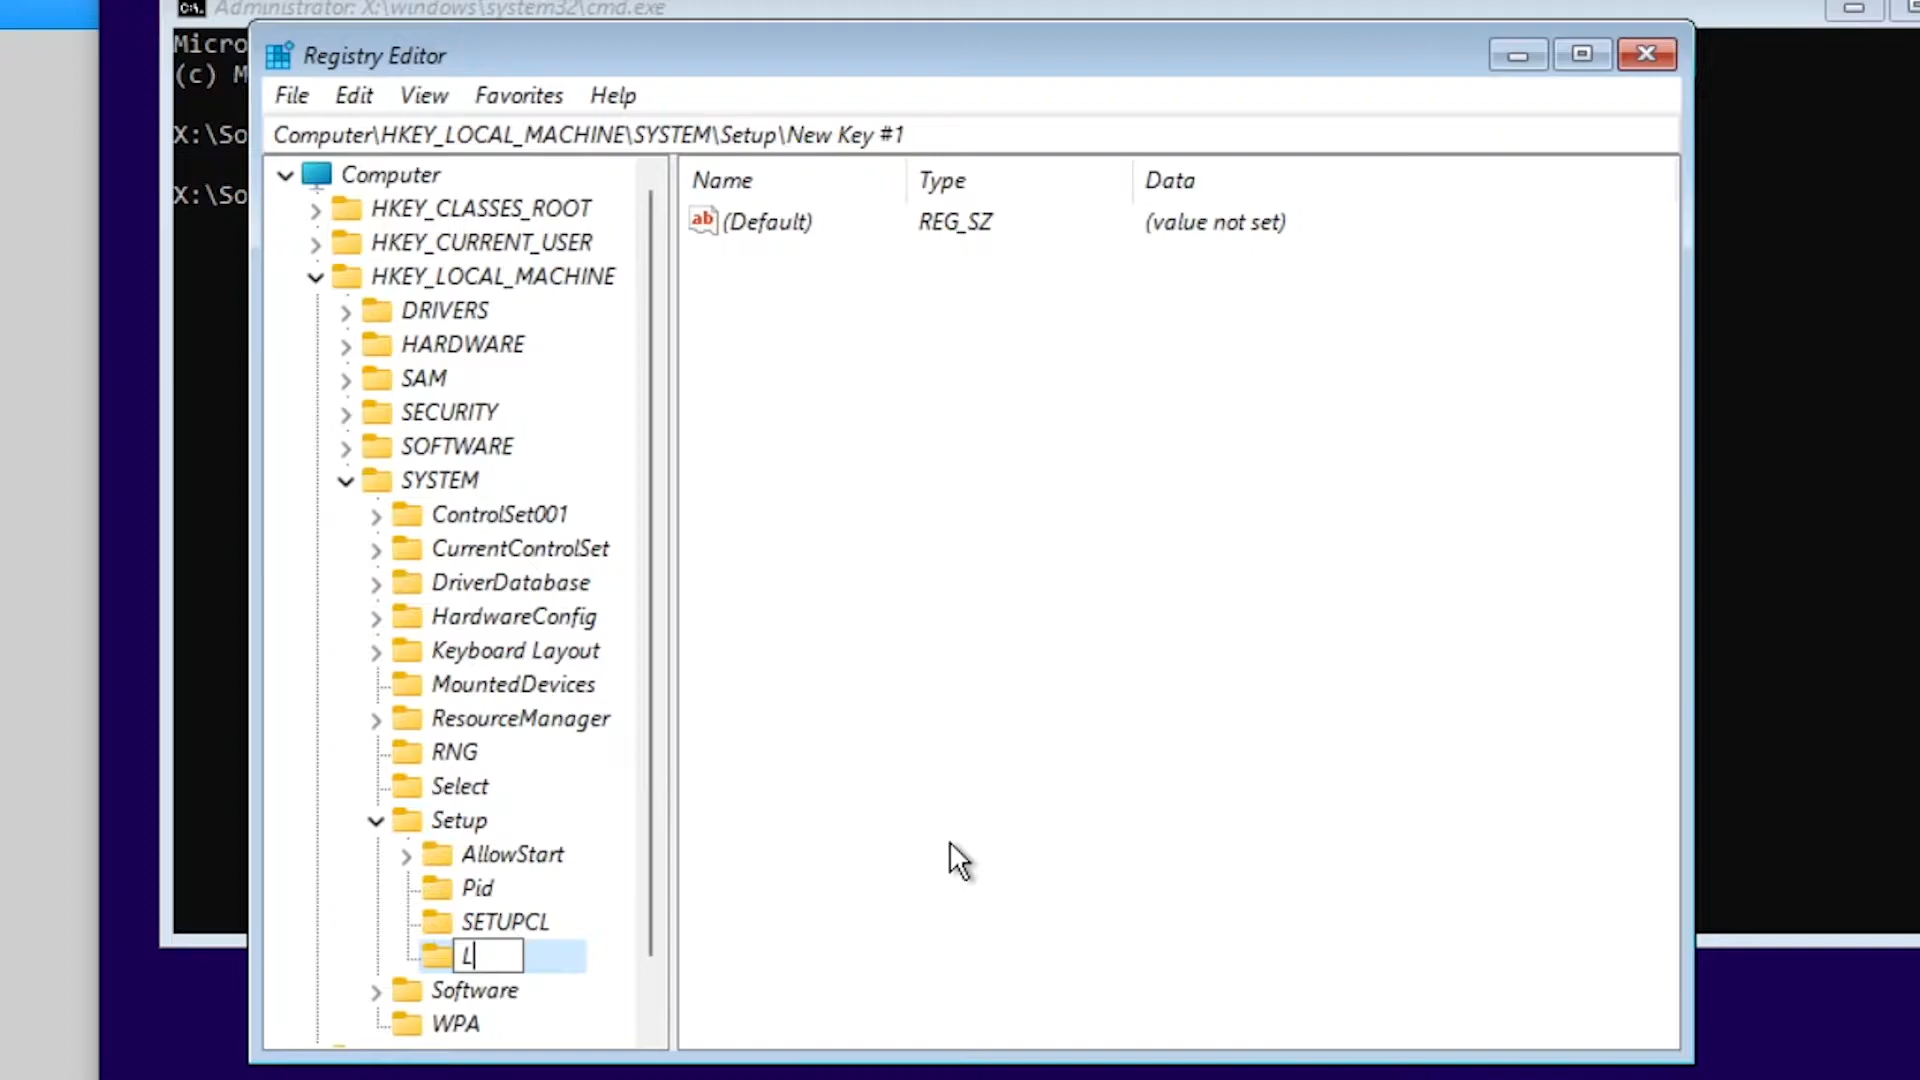 Administrator: X:\windows\system32\cmd.exe
Micro
(c) M
X:\So
X:\So
Registry Editor
File Edit View Favorites Help
Computer\HKEY_LOCAL_MACHINE\SYSTEM\Setup\New Key #1
Computer
HKEY_CLASSES_ROOT
HKEY_CURRENT_USER
HKEY_LOCAL_MACHINE
DRIVERS
HARDWARE
SAM
SECURITY
SOFTWARE
SYSTEM
ControlSet001
CurrentControlSet
DriverDatabase
HardwareConfig
Keyboard Layout
MountedDevices
ResourceManager
RNG
Select
Setup
AllowStart
Pid
SETUPCL
L
Software
WPA
Name Type Data
ab (Default) REG_SZ (value not set)